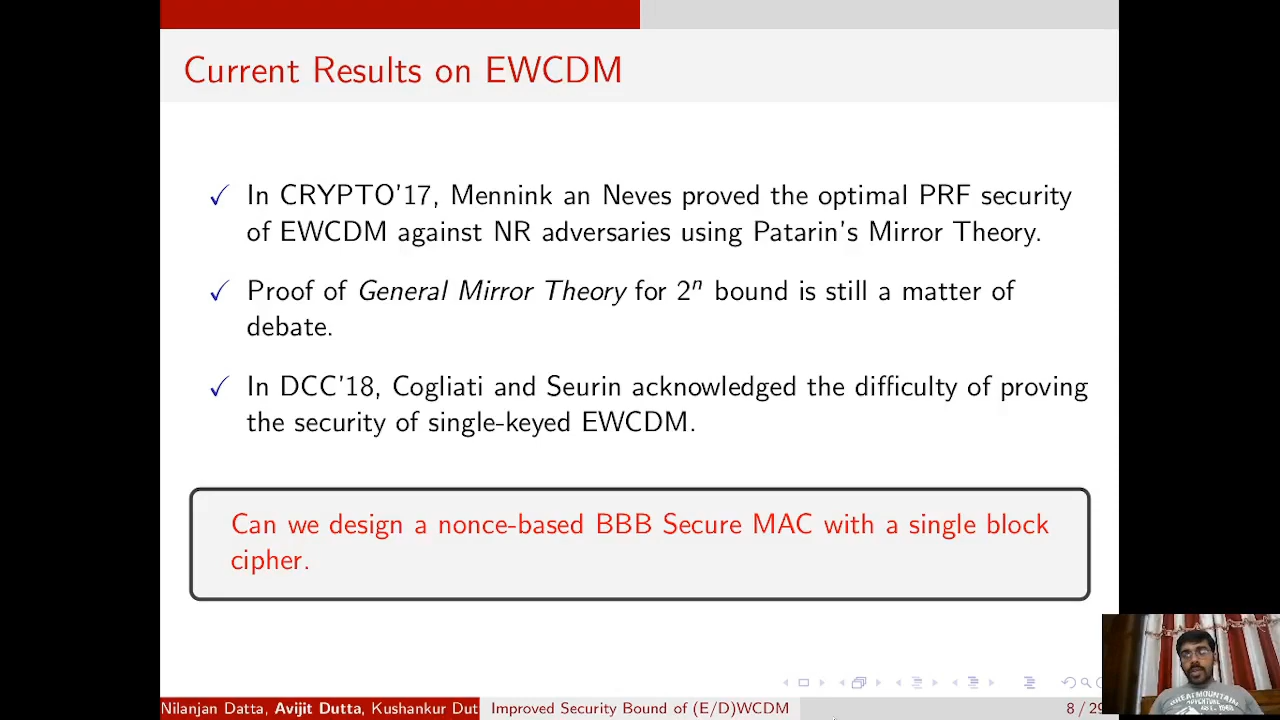 Current Results on EWCDM
✓ In CRYPTO'17, Mennink an Neves proved the optimal PRF security
of EWCDM against NR adversaries using Patarin's Mirror Theory.
✓ Proof of General Mirror Theory for 2ⁿ bound is still a matter of
debate.
✓ In DCC'18, Cogliati and Seurin acknowledged the difficulty of proving
the security of single-keyed EWCDM.
Can we design a nonce-based BBB Secure MAC with a single block
cipher.
Nilanjan Datta, Avijit Dutta, Kushankur Dut
Improved Security Bound of (E/D)WCDM
8 / 29